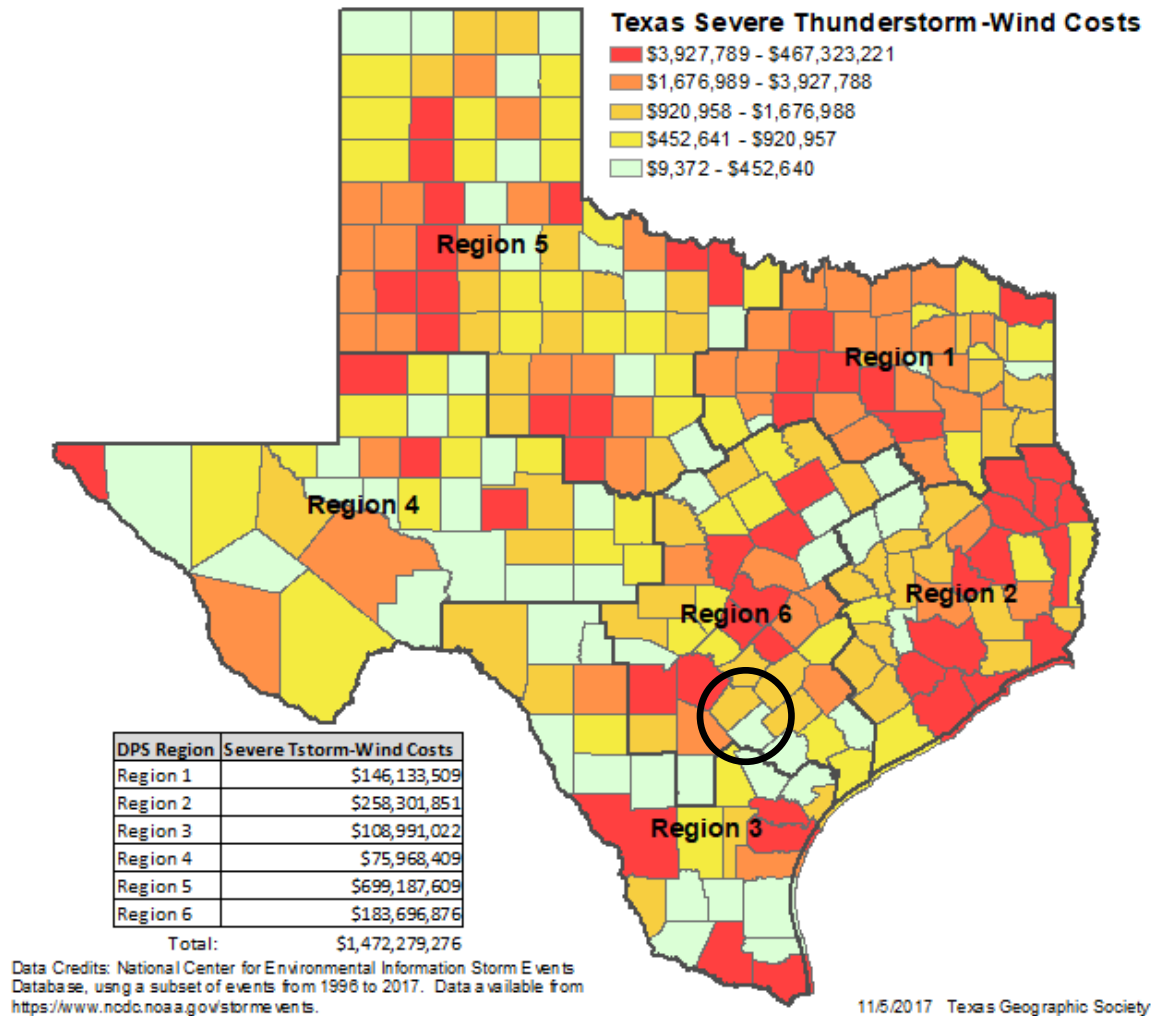 Texas Severe Thunderstorm-Wind Costs
$3,927,789 - $467,323,221
$1,676,989 - $3,927,788
$920,958 - $1,676,988
$452,641 - $920,957
$9,372 - $452,640
Region 5
Region 1
Region 4
Region 2
Region 6
Region 3
DPS Region Severe Tstorm-Wind Costs
Region 1 $146,133,509
Region 2 $258,301,851
Region 3 $108,991,022
Region 4 $75,968,409
Region 5 $699,187,609
Region 6 $183,696,876
Total: $1,472,279,276
Data Credits: National Center for Environmental Information Storm Events
Database, usng a subset of events from 1996 to 2017. Data available from
https://www.ncdc.noaa.gov/stormevents.
11/5/2017 Texas Geographic Society